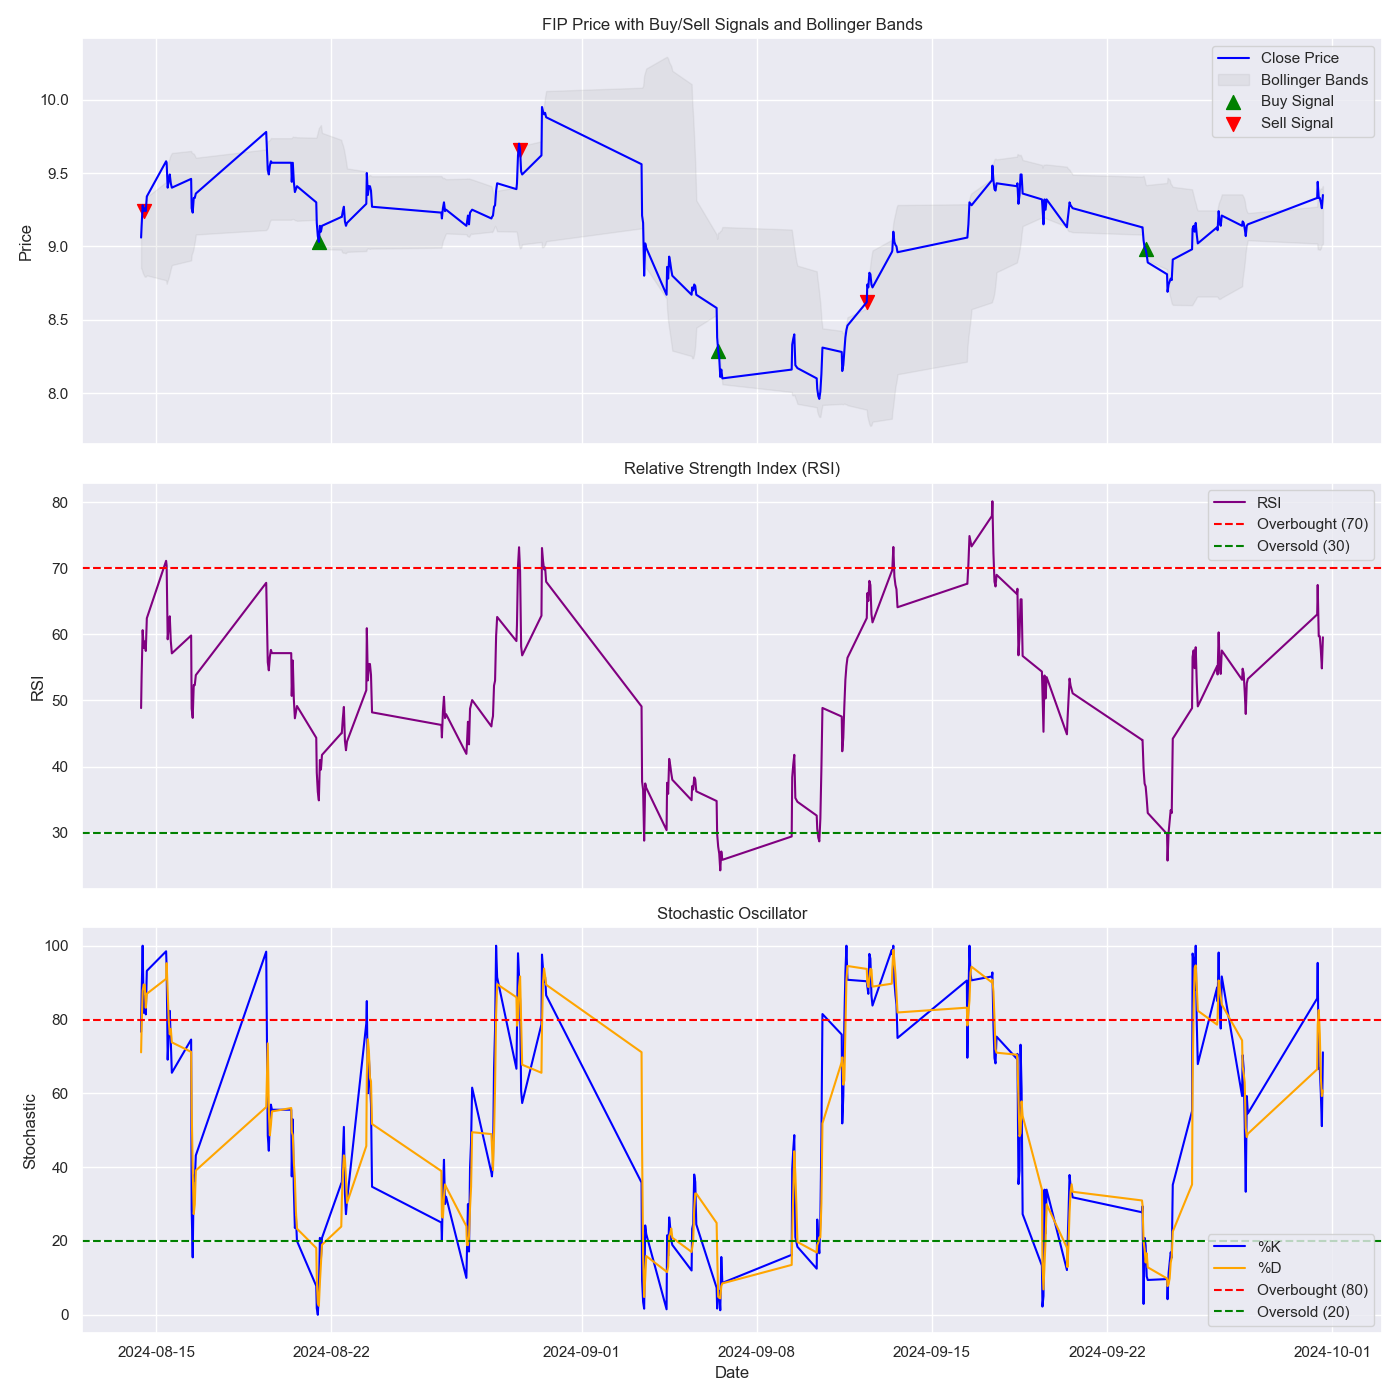 FIP Price with Buy/Sell Signals and Bollinger Bands
Close Price
Bollinger Bands
Buy Signal
Sell Signal
10.0
9.5
9.0
8.5
8.0
Price
Relative Strength Index (RSI)
RSI
Overbought (70)
Oversold (30)
80
70
60
50
40
30
RSI
Stochastic Oscillator
100
80
60
40
20
0
Stochastic
%K
%D
Overbought (80)
Oversold (20)
2024-08-15
2024-08-22
2024-09-01
2024-09-08
2024-09-15
2024-09-22
2024-10-01
Date